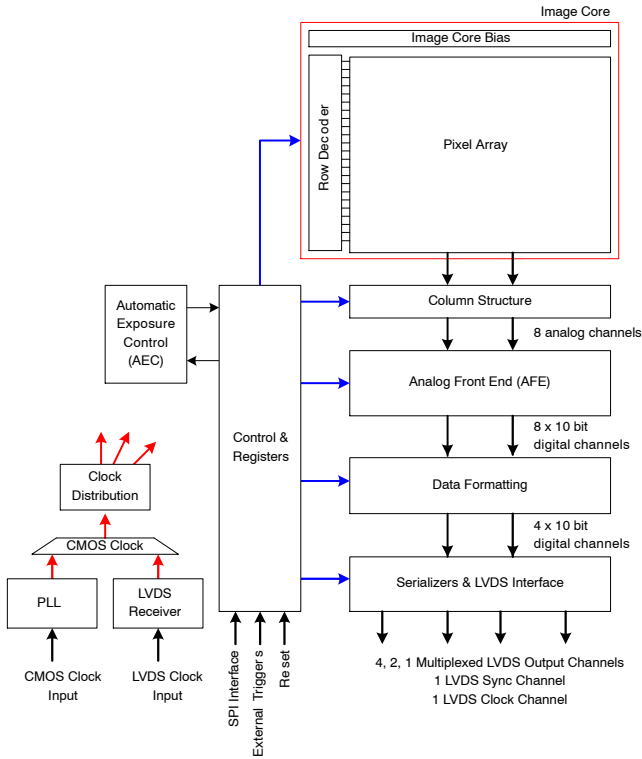 Image Core
Image Core Bias
Row Decoder
Pixel Array
Column Structure
8 analog channels
Automatic
Exposure
Control
(AEC)
Analog Front End (AFE)
8 x 10 bit
digital channels
Control &
Registers
Clock
Distribution
Data Formatting
4 x 10 bit
digital channels
CMOS Clock
PLL
LVDS
Receiver
Serializers & LVDS Interface
CMOS Clock
Input
LVDS Clock
Input
SPI Interface
External Triggers
Reset
4, 2, 1 Multiplexed LVDS Output Channels
1 LVDS Sync Channel
1 LVDS Clock Channel